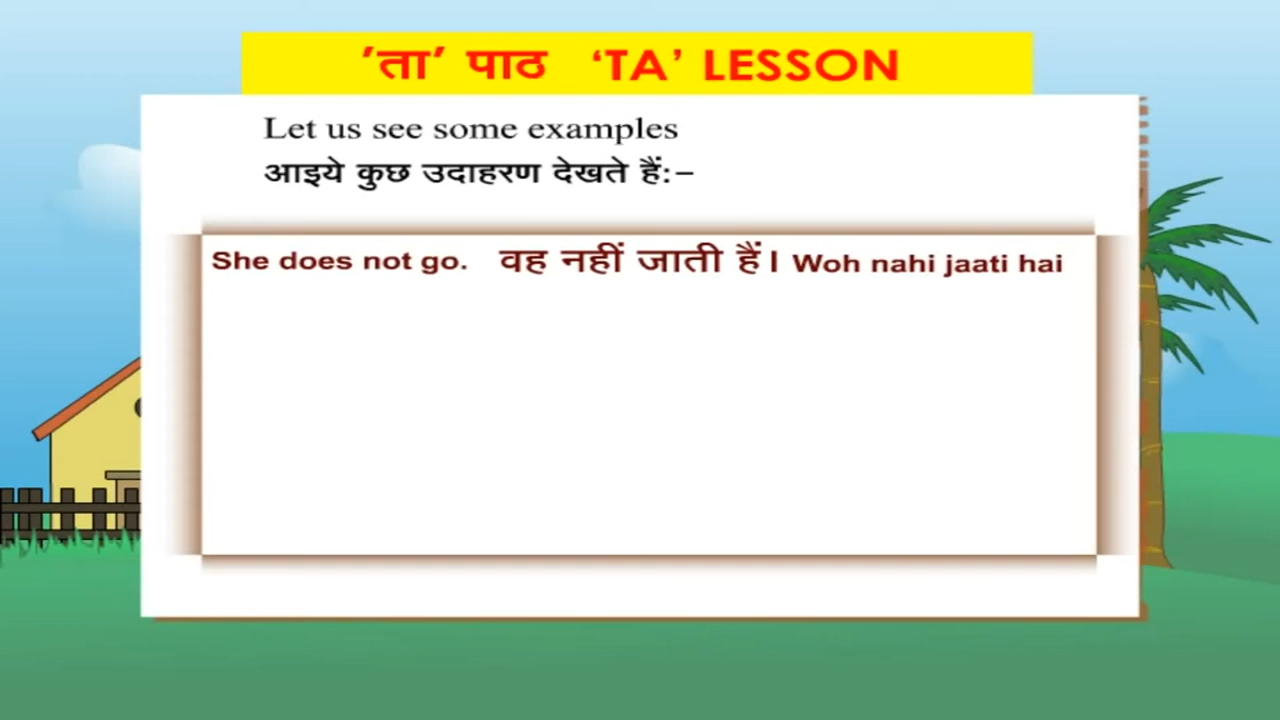 ’ता’ पाठ ‘TA’ LESSON
Let us see some examples
आइये कुछ उदाहरण देखते हैं:–
She does not go. वह नहीं जाती हैं। Woh nahi jaati hai